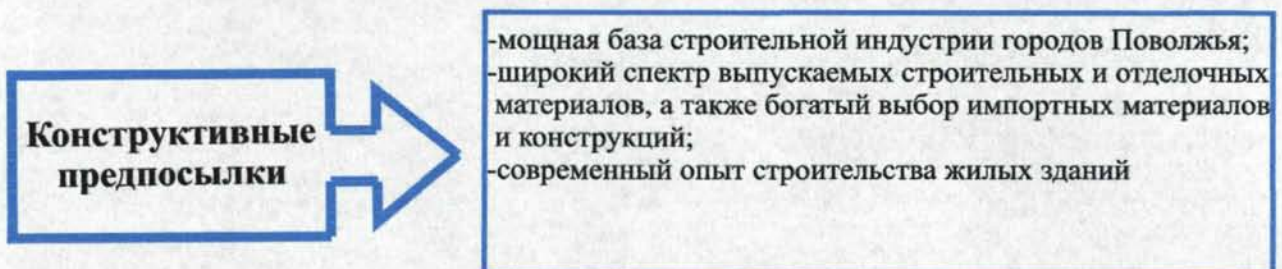 Конструктивные
предпосылки
-мощная база строительной индустрии городов Поволжья;
-широкий спектр выпускаемых строительных и отделочных
материалов, а также богатый выбор импортных материалов
и конструкций;
-современный опыт строительства жилых зданий